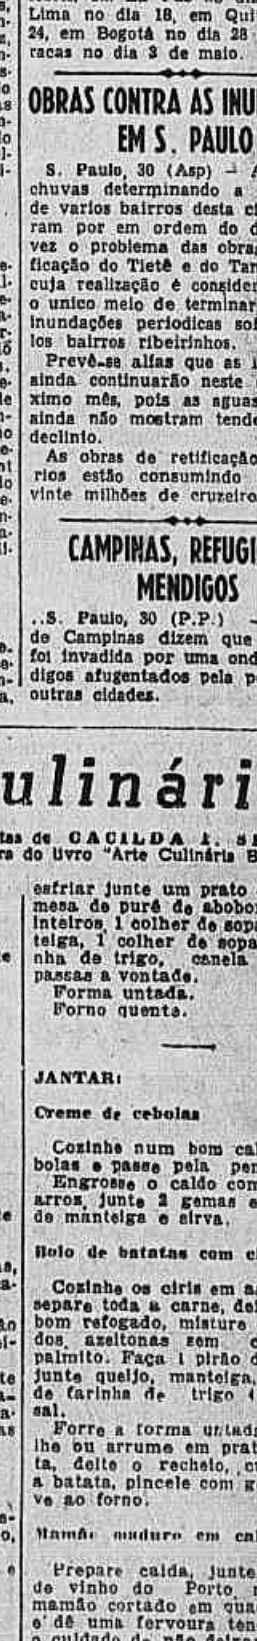 Lima no dia 18, em Qui
24, em Bogotá no dia 28
racas no dia 3 de maio.
OBRAS CONTRA AS INU
EM S. PAULO
S. Paulo, 30 (Asp) — A
chuvas determinando a
de varios bairros desta ci
ram por em ordem do d
vez o problema das obra
ficação do Tietê e do Tam
cuja realização é consider
o unico meio de terminar
inundações periodicas so
los bairros ribeirinhos.
Prevê-se alias que as i
ainda continuarão neste
ximo mês, pois as aguas
ainda não mostram tende
declinio.
As obras de retificação
rios estão consumindo
vinte milhões de cruzeiro
CAMPINAS, REFUGI
MENDIGOS
..S. Paulo, 30 (P.P.) —
de Campinas dizem que
foi invadida por uma ond
digos afugentados pela p
outras cidades.
ulinári
tas de CACILDA
ra do livro "Arte Culinária B
esfriar junte um prato
mesa de puré de abobor
inteiros, 1 colher de sopa
teiga, 1 colher de sopa
nha de trigo, canela
passas a vontade.
Forma untada.
Forno quente.
JANTAR:
Creme de cebolas
Cozinhe num bom cal
bolas e passe pela pen
Engrosse o caldo com
arroz, junte 2 gemas e
de manteiga e sirva.
Bolo de batatas com c
Cozinhe os ciris em a
separe toda a carne, dei
bom refogado, misture
dos, azeitonas sem c
palmito. Faça 1 pirão d
junte queijo, manteiga,
de farinha de trigo
sal.
Forre a forma untada
lhe ou arrume em prat
ta, deite o recheio, cu
a batata, pincele com g
ve ao forno.
Mamão maduro em cal
Prepare calda, junte
de vinho do Porto
mamão cortado em qua
e dê uma fervoura ten
o cuidado de não deixar